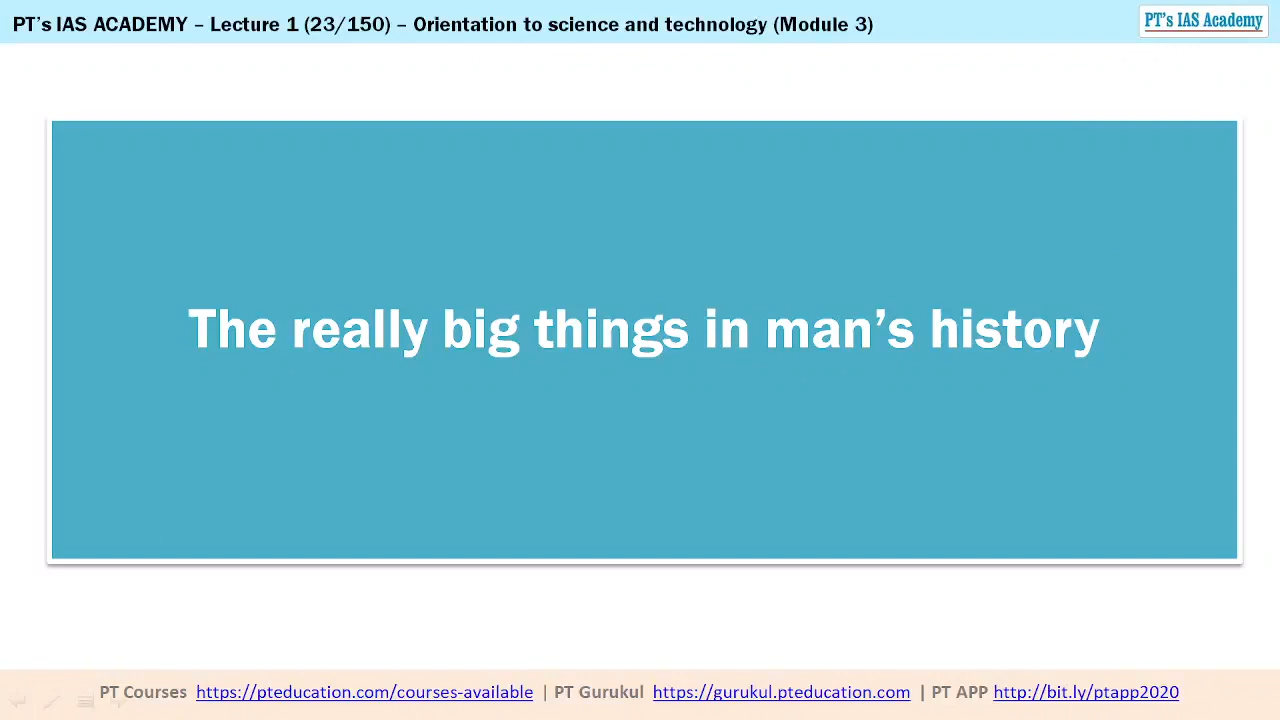 PT's IAS ACADEMY – Lecture 1 (23/150) – Orientation to science and technology (Module 3)
PT's IAS Academy
The really big things in man's history
PT Courses https://pteducation.com/courses-available | PT Gurukul https://gurukul.pteducation.com | PT APP http://bit.ly/ptapp2020